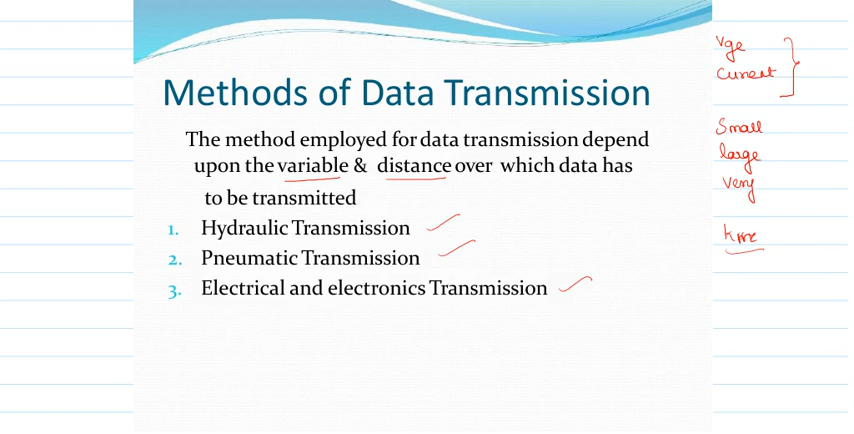 Methods of Data Transmission
The method employed for data transmission depend
upon the variable & distance over which data has
to be transmitted
1. Hydraulic Transmission
2. Pneumatic Transmission
3. Electrical and electronics Transmission
Vge
Current
Small
large
Very